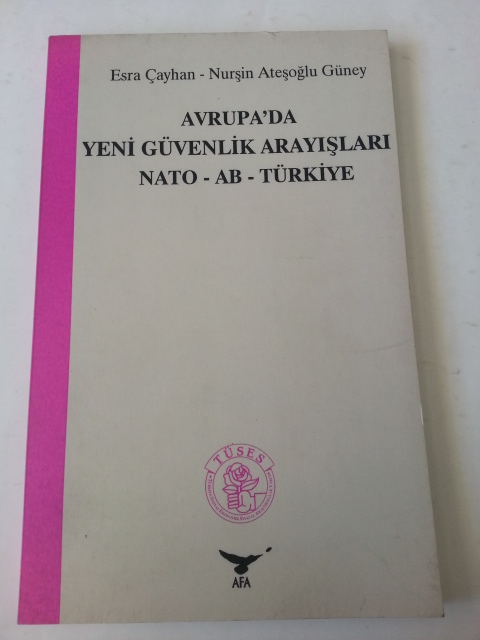 Esra Çayhan - Nurşin Ateşoğlu Güney
AVRUPA'DA
YENİ GÜVENLİK ARAYIŞLARI
NATO - AB - TÜRKİYE
TÜSES
AFA